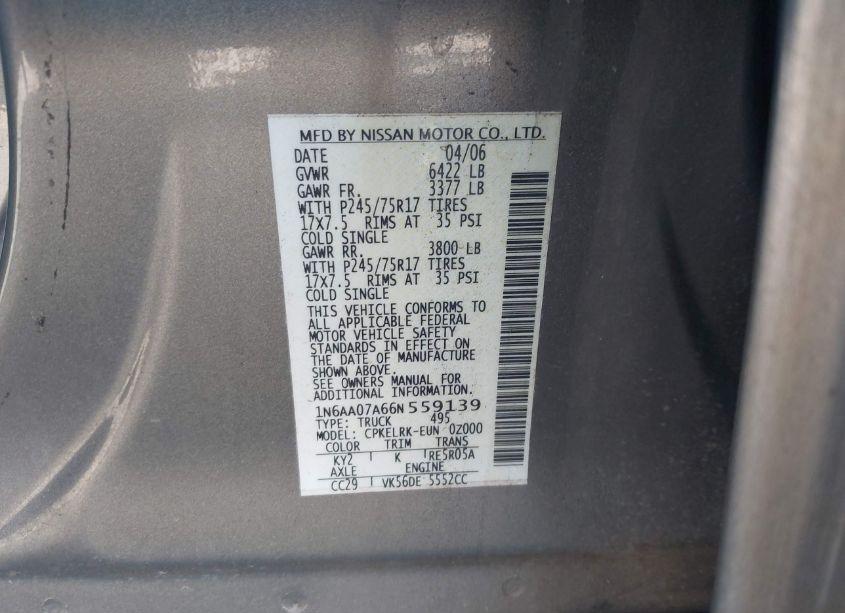 MFD BY NISSAN MOTOR CO., LTD.
DATE 04/06
GVWR 6422 LB
GAWR FR. 3377 LB
WITH P245/75R17 TIRES
17X7.5 RIMS AT 35 PSI
COLD SINGLE
GAWR RR. 3800 LB
WITH P245/75R17 TIRES
17X7.5 RIMS AT 35 PSI
COLD SINGLE
THIS VEHICLE CONFORMS TO
ALL APPLICABLE FEDERAL
MOTOR VEHICLE SAFETY
STANDARDS IN EFFECT ON
THE DATE OF MANUFACTURE
SHOWN ABOVE.
SEE OWNERS MANUAL FOR
ADDITIONAL INFORMATION.
1N6AA07A66N559139
TYPE: TRUCK 495
MODEL: CPKELRK-EUN 0Z000
COLOR TRIM TRANS
KY2 K RE5R05A
AXLE ENGINE
CC29 VK56DE 5552CC